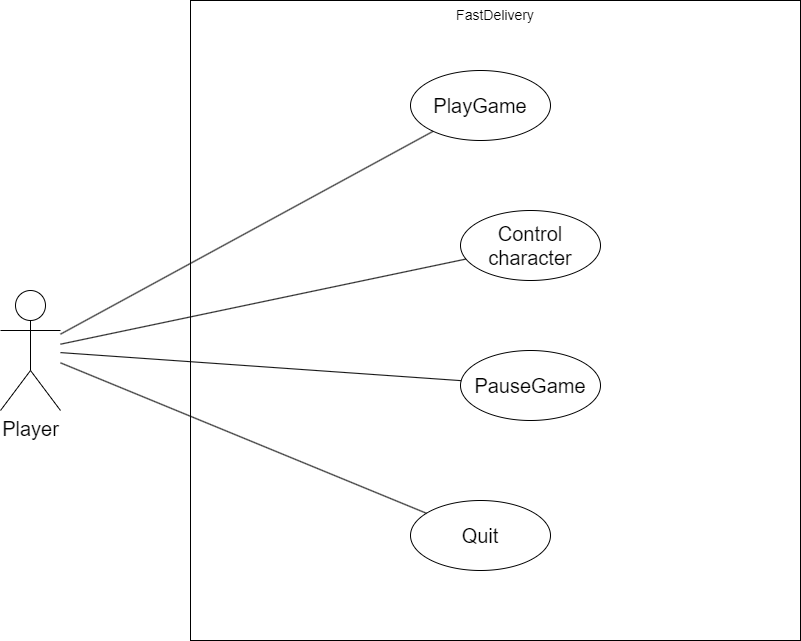 FastDelivery
PlayGame
Control
character
PauseGame
Player
Quit